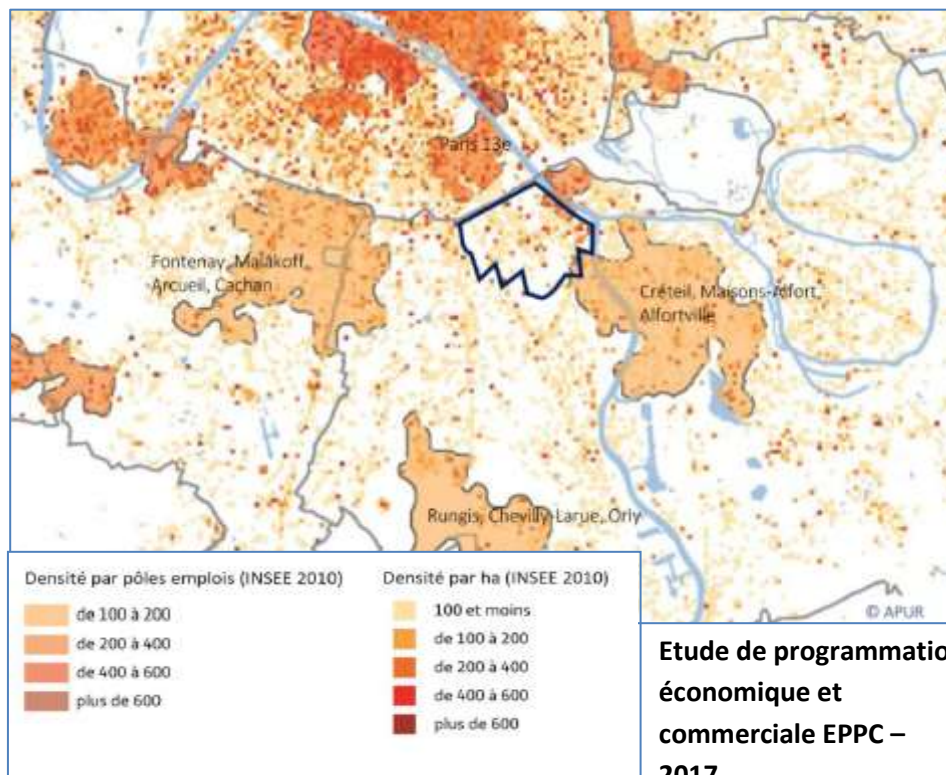 Paris 13e
Fontenay, Malakoff,
Arcueil, Cachan
Créteil, Maisons-Alfort,
Alfortville
Rungis, Chevilly-Larue, Orly
© APUR
Densité par pôles emplois (INSEE 2010)
de 100 à 200
de 200 à 400
de 400 à 600
plus de 600
Densité par ha (INSEE 2010)
100 et moins
de 100 à 200
de 200 à 400
de 400 à 600
plus de 600
Etude de programmatio
économique et
commerciale EPPC –
2017